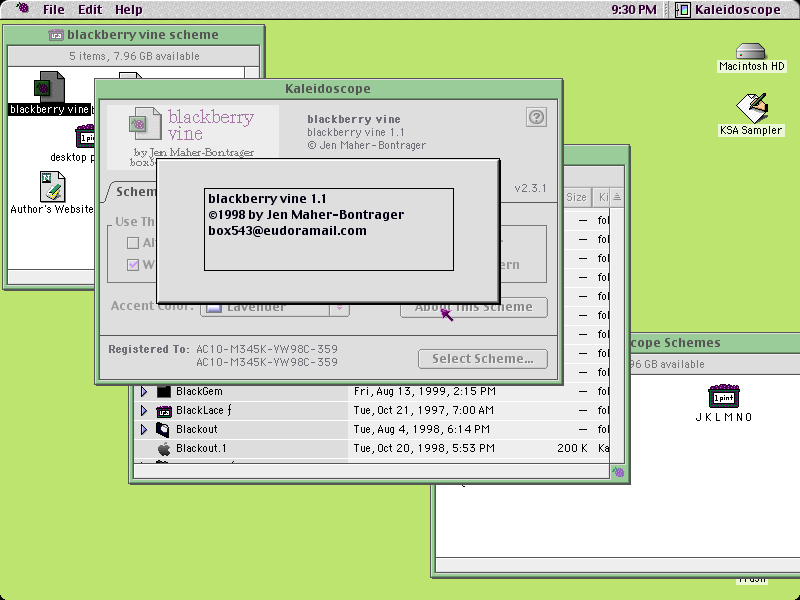 File Edit Help
9:30 PM
Kaleidoscope
blackberry vine scheme
5 items, 7.96 GB available
blackberry vine
desktop p
Author's Website
Macintosh HD
KSA Sampler
Kaleidoscope
blackberry
vine
by Jen Maher-Bontrager
box5
blackberry vine
blackberry vine 1.1
© Jen Maher-Bontrager
?
v2.3.1
Schem
Use Th
Al
W
ern
blackberry vine 1.1
©1998 by Jen Maher-Bontrager
box543@eudoramail.com
Accent Color:
Lavender
About This Scheme
Registered To:
AC10-M345K-VW98C-359
AC10-M345K-VW98C-359
Select Scheme...
Size
Ki
— fol
— fol
— fol
— fol
— fol
— fol
— fol
— fol
— fol
BlackGem Fri, Aug 13, 1999, 2:15 PM — fol
BlackLace ƒ Tue, Oct 21, 1997, 7:00 AM — fol
Blackout Tue, Aug 4, 1998, 6:14 PM — fol
Blackout.1 Tue, Oct 20, 1998, 5:53 PM 200 K Ka
cope Schemes
96 GB available
1pint
J K L M N O
Trash